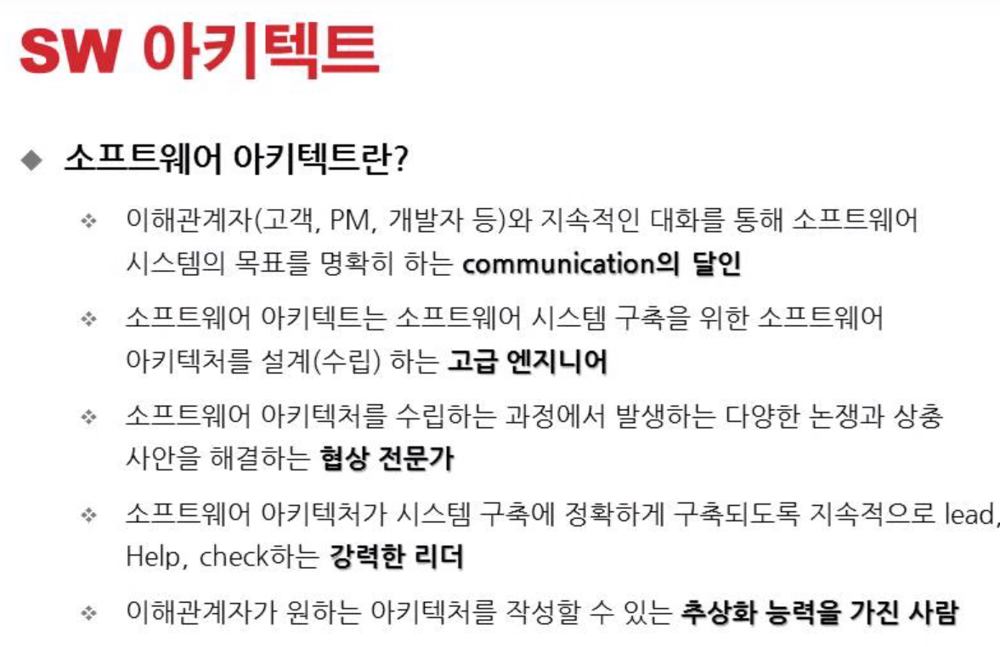 SW 아키텍트
소프트웨어 아키텍트란?
이해관계자(고객, PM, 개발자 등)와 지속적인 대화를 통해 소프트웨어
시스템의 목표를 명확히 하는 communication의 달인
소프트웨어 아키텍트는 소프트웨어 시스템 구축을 위한 소프트웨어
아키텍처를 설계(수립) 하는 고급 엔지니어
소프트웨어 아키텍처를 수립하는 과정에서 발생하는 다양한 논쟁과 상충
사안을 해결하는 협상 전문가
소프트웨어 아키텍처가 시스템 구축에 정확하게 구축되도록 지속적으로 lead,
Help, check하는 강력한 리더
이해관계자가 원하는 아키텍처를 작성할 수 있는 추상화 능력을 가진 사람